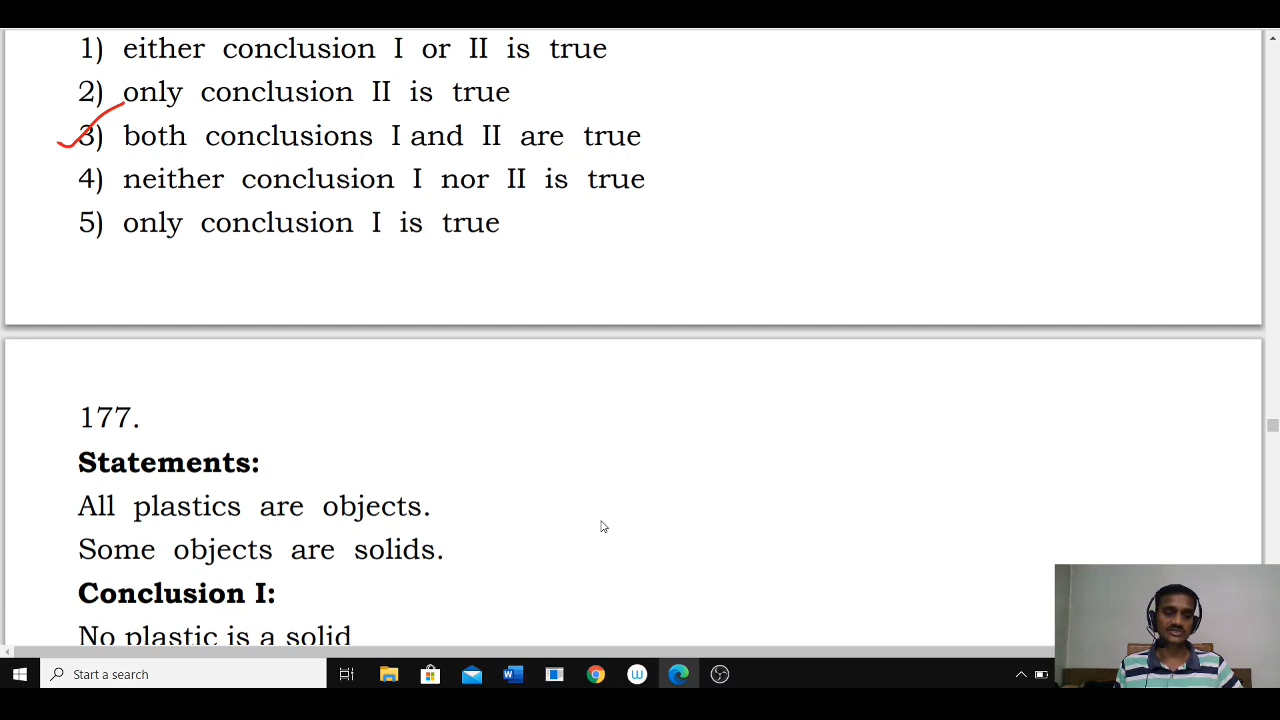 1) either conclusion I or II is true
2) only conclusion II is true
3) both conclusions I and II are true
4) neither conclusion I nor II is true
5) only conclusion I is true
177.
Statements:
All plastics are objects.
Some objects are solids.
Conclusion I:
No plastic is a solid
Start a search